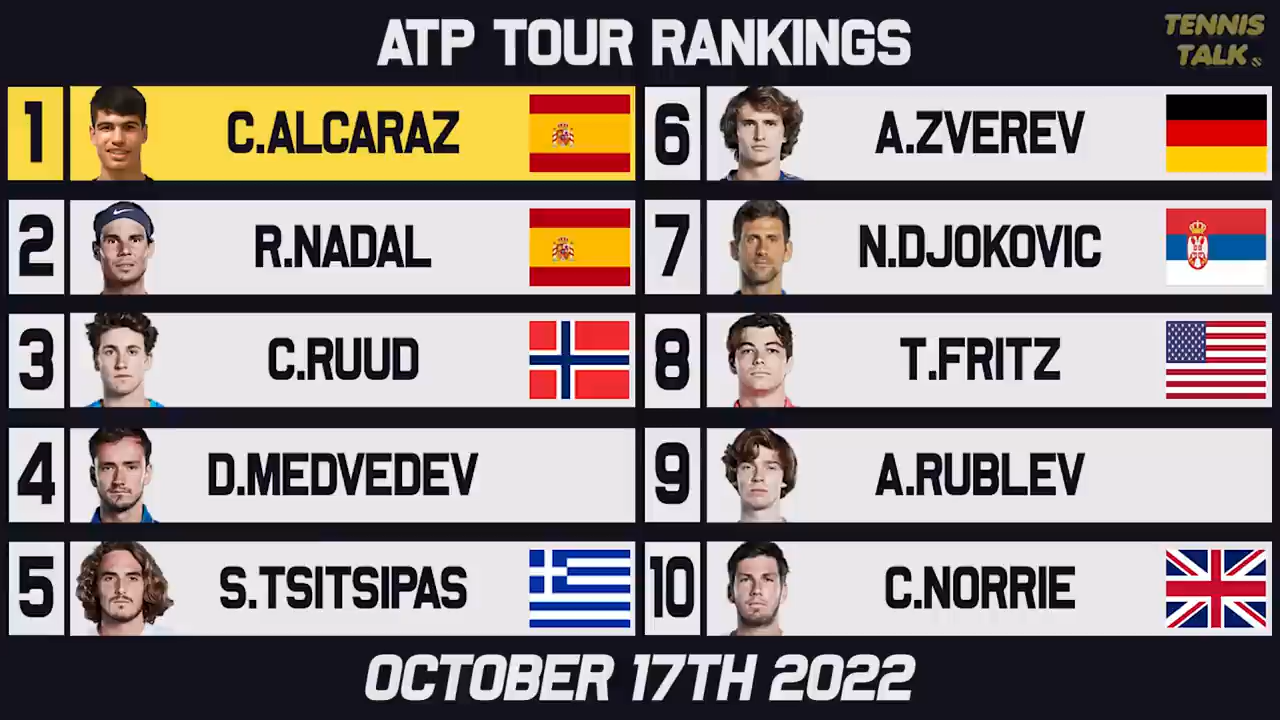 ATP TOUR RANKINGS
TENNIS
TALK
1 C.ALCARAZ
2 R.NADAL
3 C.RUUD
4 D.MEDVEDEV
5 S.TSITSIPAS
6 A.ZVEREV
7 N.DJOKOVIC
8 T.FRITZ
9 A.RUBLEV
10 C.NORRIE
OCTOBER 17TH 2022